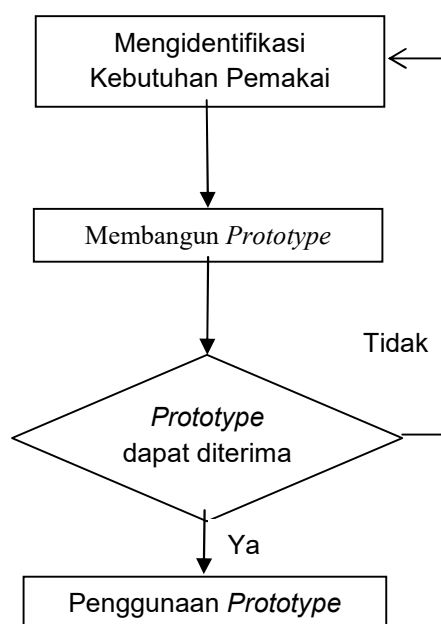 Mengidentifikasi
Kebutuhan Pemakai
Membangun Prototype
Tidak
Prototype
dapat diterima
Ya
Penggunaan Prototype